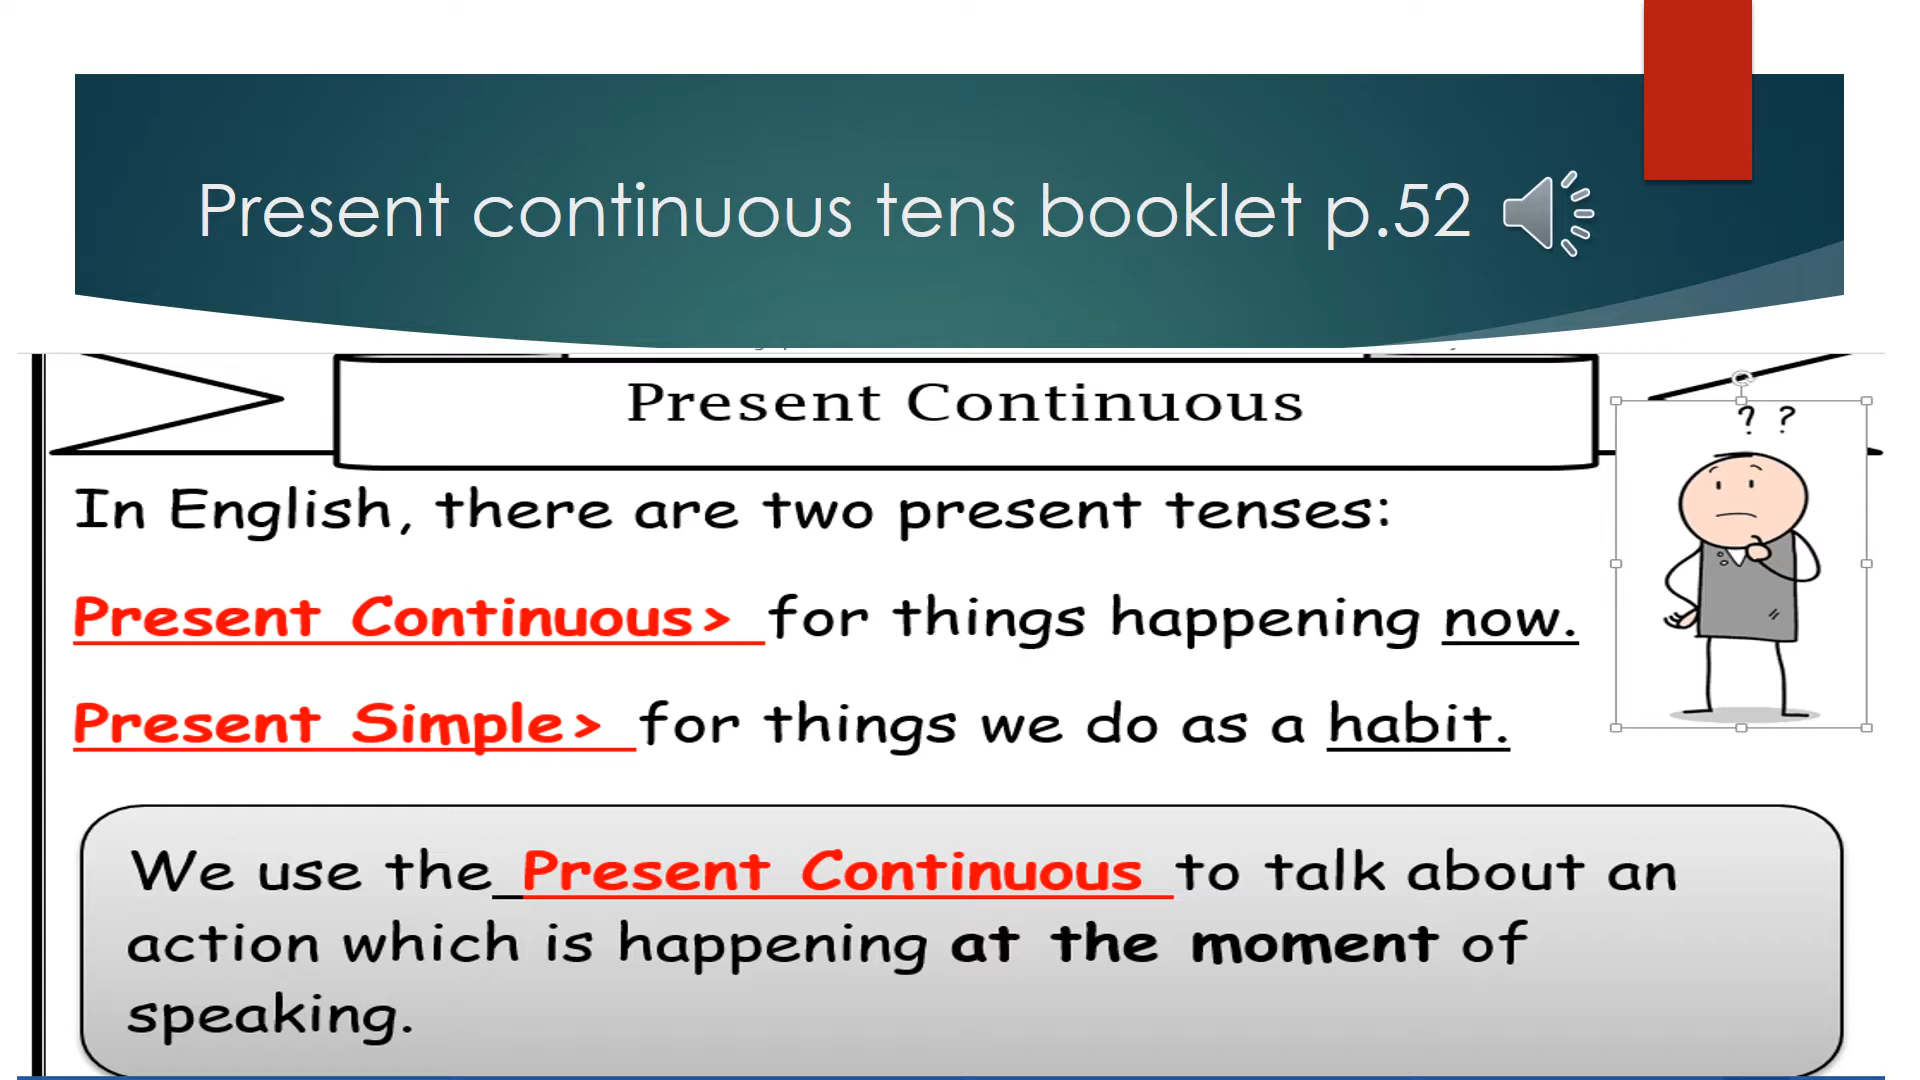 Present continuous tens booklet p.52
Present Continuous
? ?
In English, there are two present tenses:
Present Continuous> for things happening now.
Present Simple> for things we do as a habit.
We use the Present Continuous to talk about an
action which is happening at the moment of
speaking.